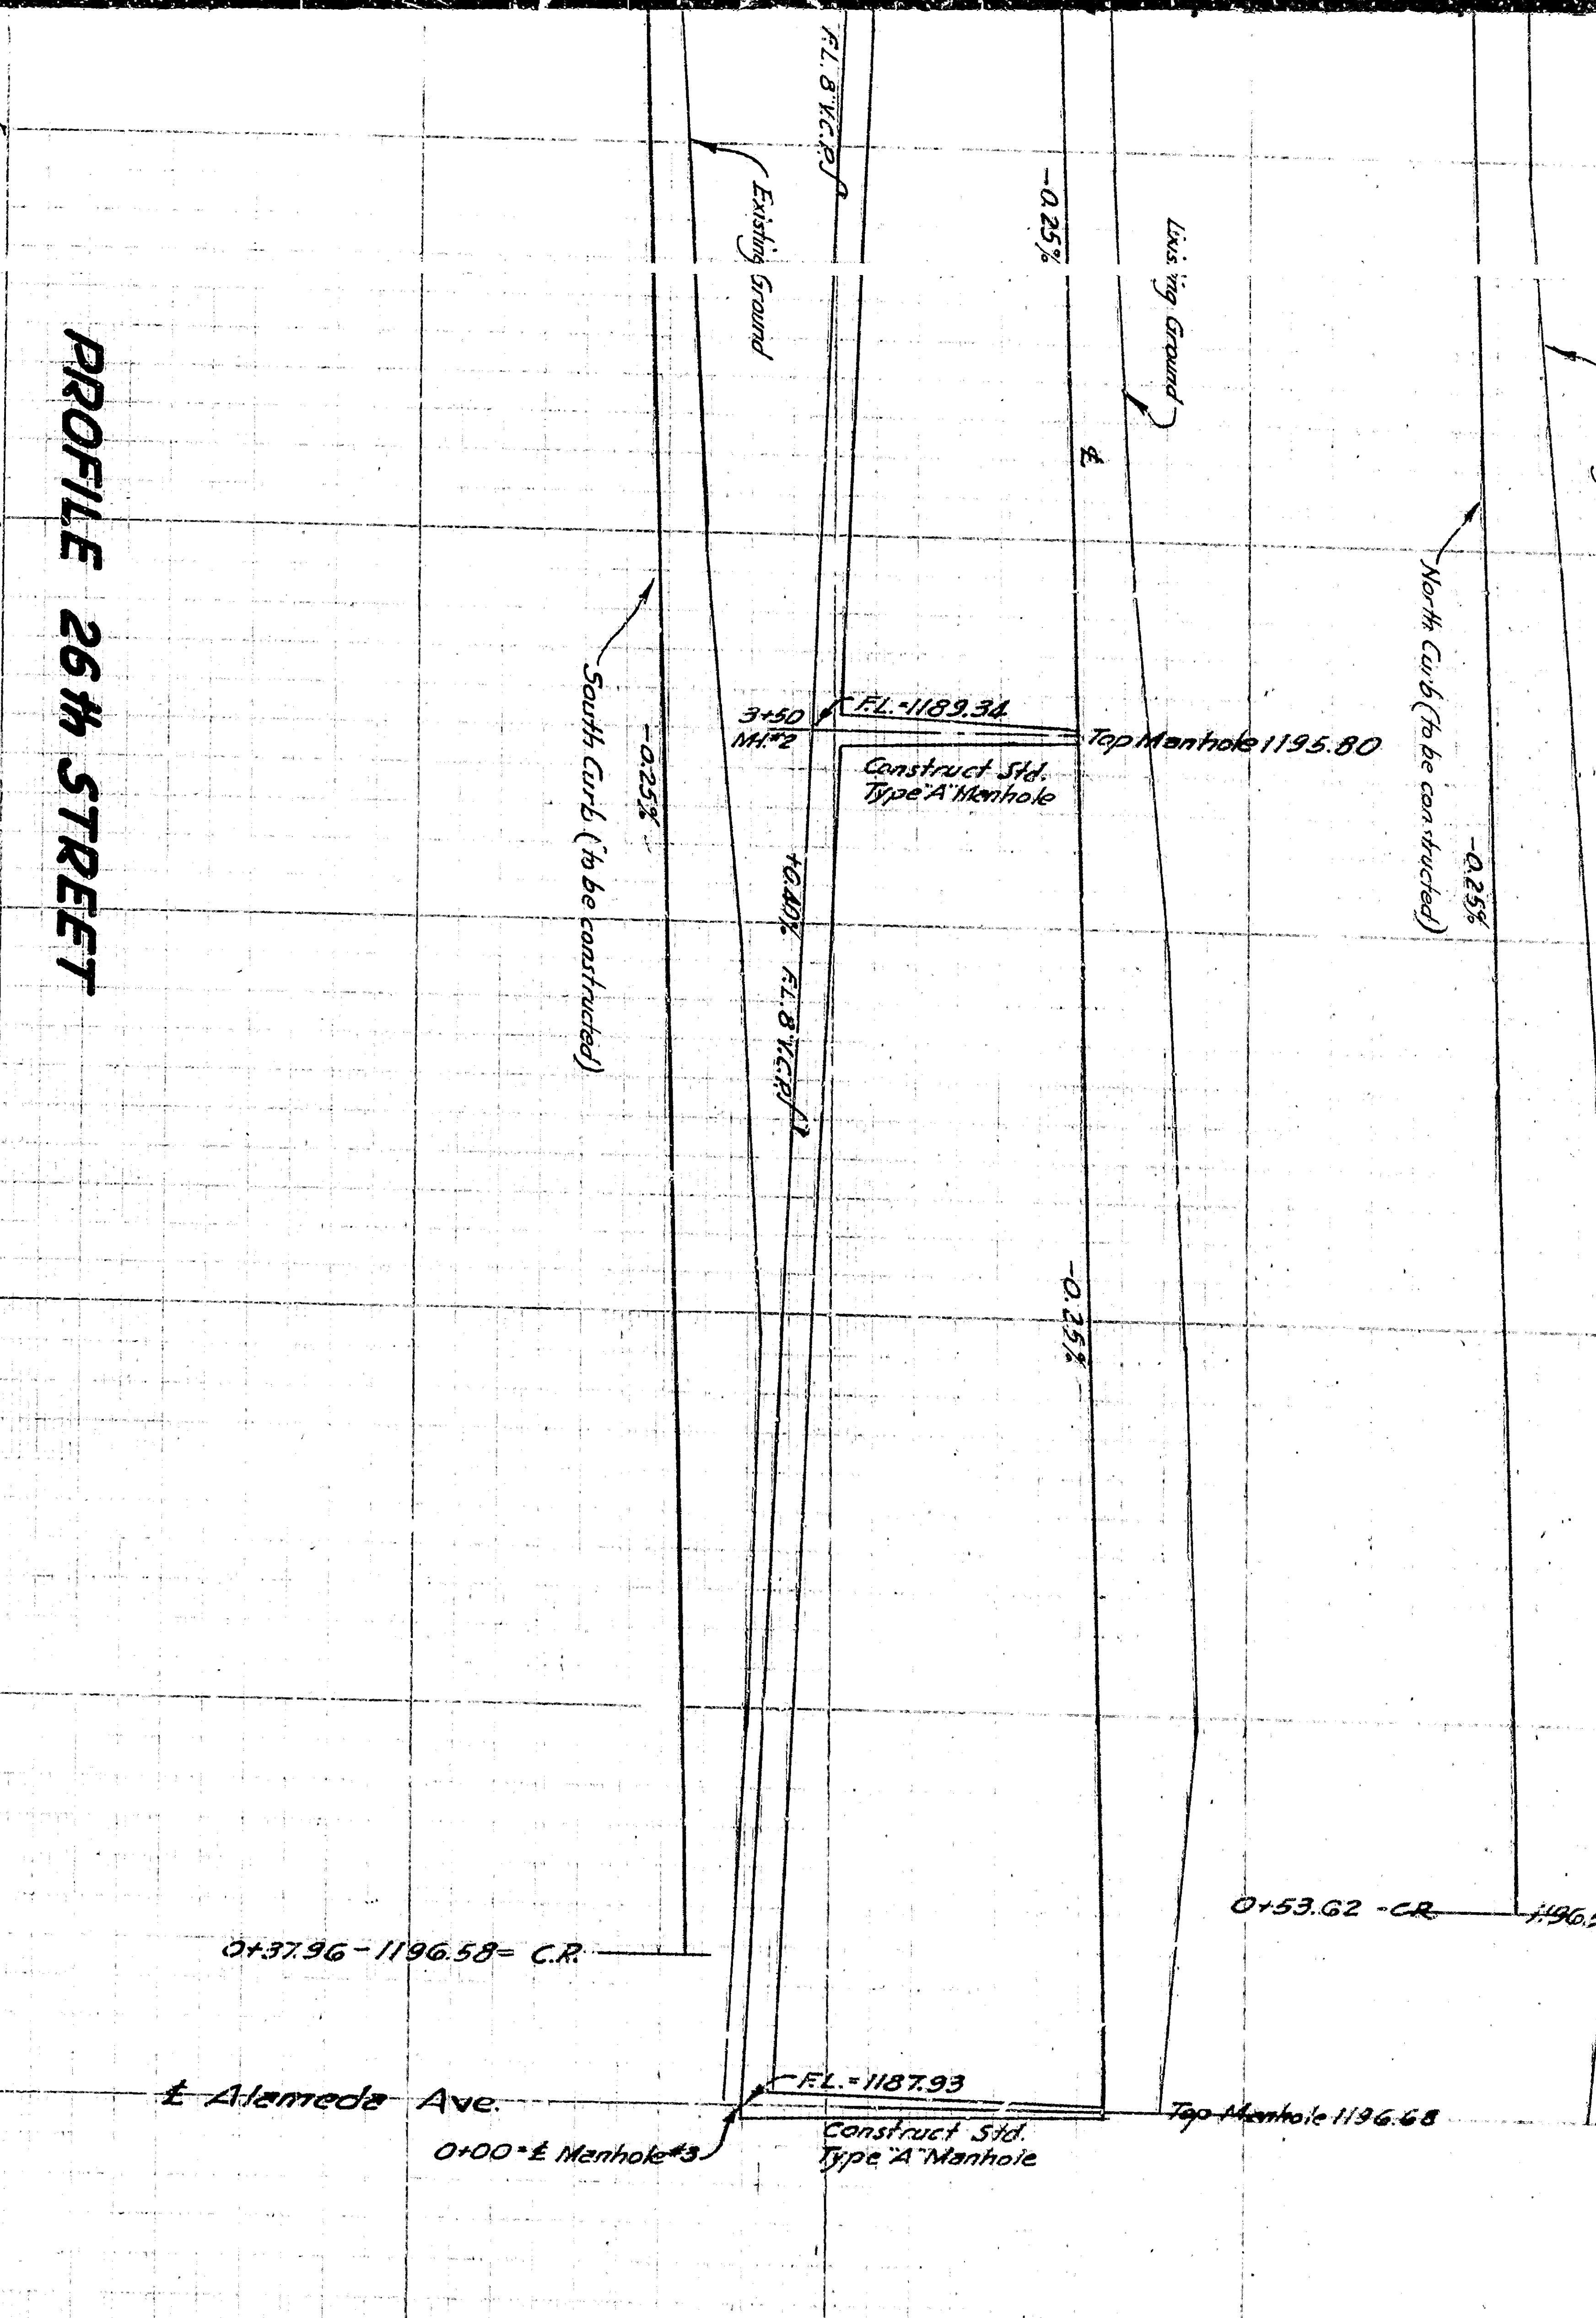 PROFILE 26th STREET
F.L. 8" V.C.P.
Existing Ground
-0.25%
Exis ing Ground
℄
South Curb (to be constructed)
-0.25%
3+50
M.H.#2
F.L.=1189.34
Top Manhole 1195.80
Construct Std.
Type "A" Manhole
North Curb (to be constructed)
-0.25%
+0.40% F.L. 8" V.C.P.
-0.25%
0+53.62 - C.R.
0+37.96 - 1196.58 = C.R.
℄ Alameda Ave.
F.L.=1187.93
Top Manhole 1196.68
0+00 = ℄ Manhole #3
Construct Std.
Type "A" Manhole